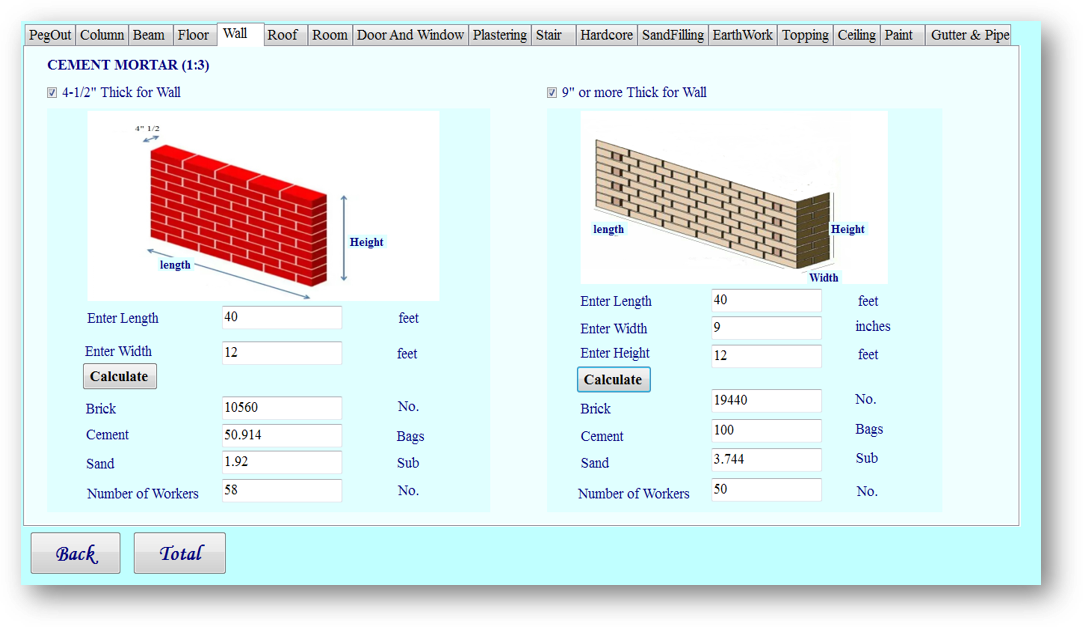 PegOut Column Beam Floor Wall Roof Room Door And Window Plastering Stair Hardcore SandFilling EarthWork Topping Ceiling Paint Gutter & Pipe
CEMENT MORTAR (1:3)
4-1/2" Thick for Wall
4" 1/2
Height
length
Enter Length 40 feet
Enter Width 12 feet
Calculate
Brick 10560 No.
Cement 50.914 Bags
Sand 1.92 Sub
Number of Workers 58 No.
9" or more Thick for Wall
length
Height
Width
Enter Length 40 feet
Enter Width 9 inches
Enter Height 12 feet
Calculate
Brick 19440 No.
Cement 100 Bags
Sand 3.744 Sub
Number of Workers 50 No.
Back Total